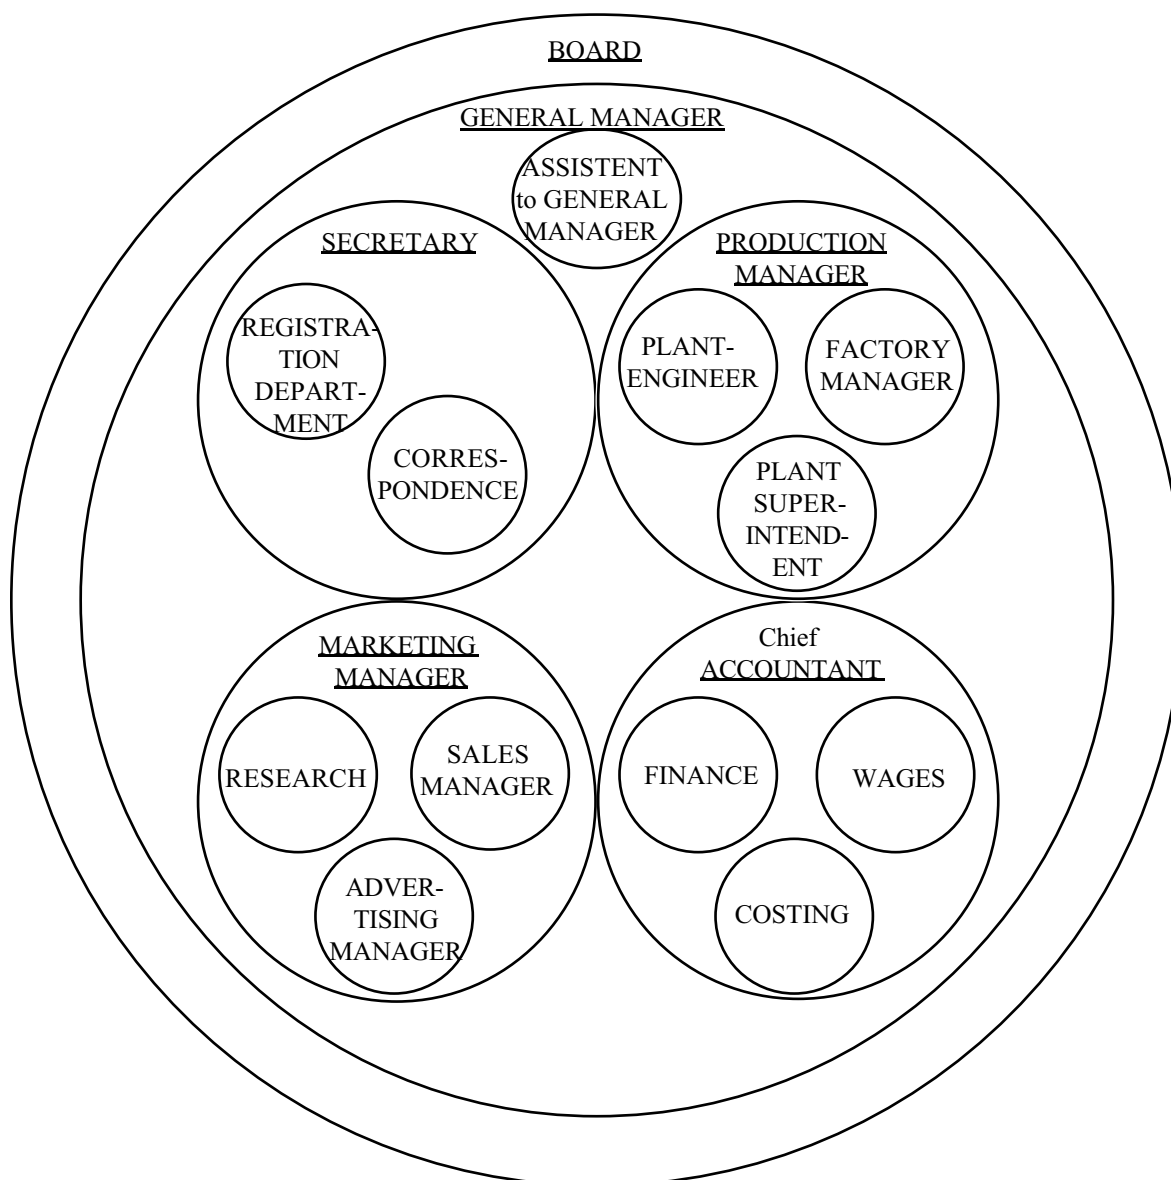 BOARD
GENERAL MANAGER
ASSISTENT
to GENERAL
MANAGER
SECRETARY
REGISTRA-
TION
DEPART-
MENT
CORRES-
PONDENCE
PRODUCTION
MANAGER
PLANT-
ENGINEER
FACTORY
MANAGER
PLANT
SUPER-
INTEND-
ENT
MARKETING
MANAGER
RESEARCH
SALES
MANAGER
ADVER-
TISING
MANAGER
Chief
ACCOUNTANT
FINANCE
WAGES
COSTING